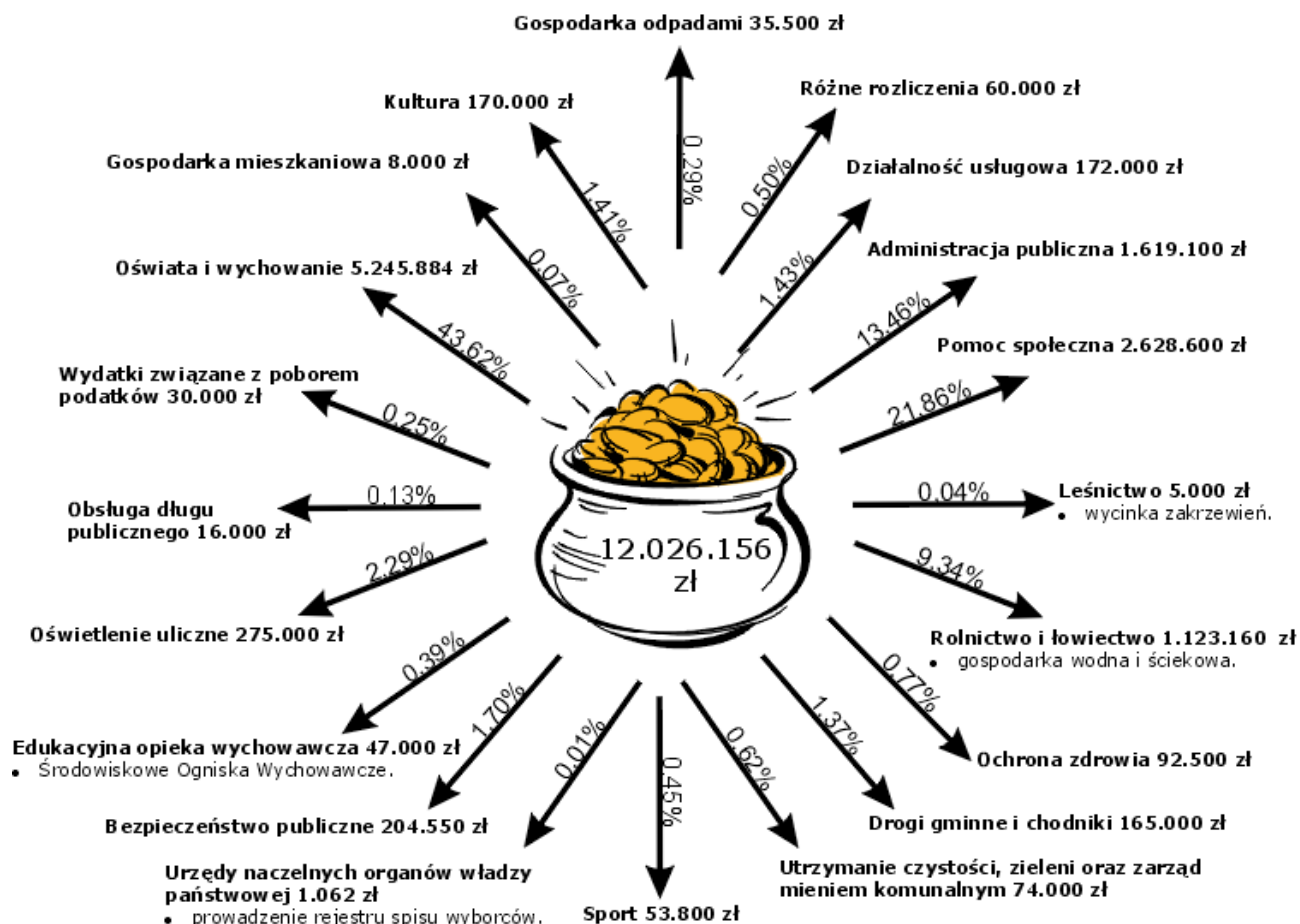 Gospodarka odpadami 35.500 zł
0.29%
Różne rozliczenia 60.000 zł
0.50%
Działalność usługowa 172.000 zł
1.43%
Administracja publiczna 1.619.100 zł
13.46%
Pomoc społeczna 2.628.600 zł
21.86%
Leśnictwo 5.000 zł
• wycinka zakrzewień.
0.04%
Rolnictwo i łowiectwo 1.123.160 zł
• gospodarka wodna i ściekowa.
9.34%
Ochrona zdrowia 92.500 zł
0.77%
Drogi gminne i chodniki 165.000 zł
1.37%
Utrzymanie czystości, zieleni oraz zarząd
mieniem komunalnym 74.000 zł
0.62%
Sport 53.800 zł
0.45%
Urzędy naczelnych organów władzy
państwowej 1.062 zł
• prowadzenie rejestru spisu wyborców.
0.01%
Bezpieczeństwo publiczne 204.550 zł
1.70%
Edukacyjna opieka wychowawcza 47.000 zł
• Środowiskowe Ogniska Wychowawcze.
0.39%
Oświetlenie uliczne 275.000 zł
2.29%
Obsługa długu
publicznego 16.000 zł
0.13%
Wydatki związane z poborem
podatków 30.000 zł
0.25%
Oświata i wychowanie 5.245.884 zł
43.62%
Gospodarka mieszkaniowa 8.000 zł
0.07%
Kultura 170.000 zł
1.41%
12.026.156
zł